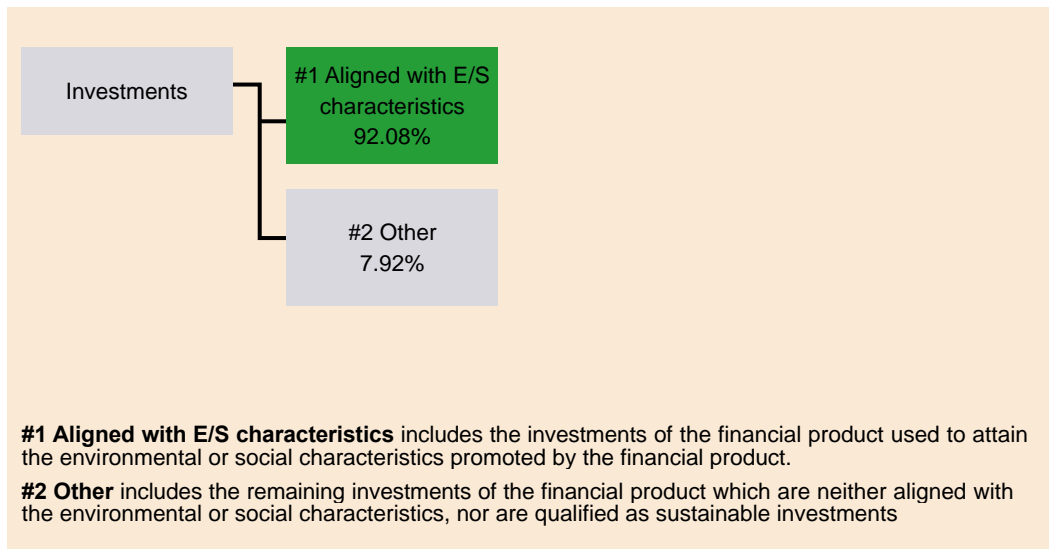 Investments
#1 Aligned with E/S
characteristics
92.08%
#2 Other
7.92%
#1 Aligned with E/S characteristics includes the investments of the financial product used to attain
the environmental or social characteristics promoted by the financial product.
#2 Other includes the remaining investments of the financial product which are neither aligned with
the environmental or social characteristics, nor are qualified as sustainable investments